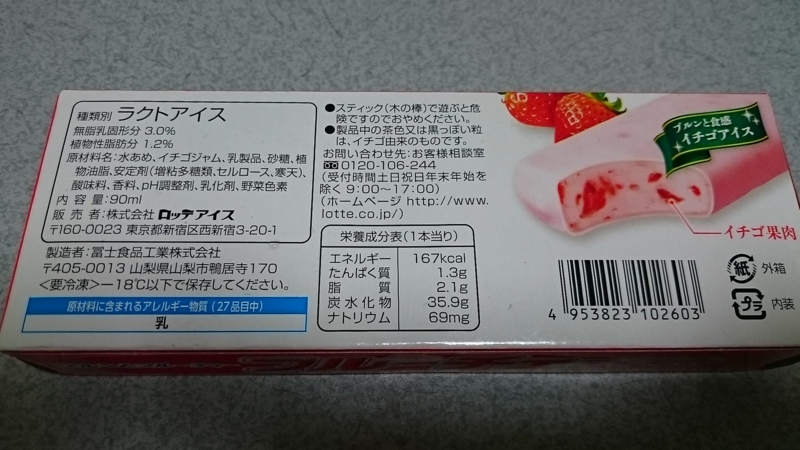 種類別 ラクトアイス
無脂乳固形分 3.0%
植物性脂肪分 1.2%
原材料名:水あめ、イチゴジャム、乳製品、砂糖、植
物油脂、安定剤(増粘多糖類、セルロース、寒天)、
酸味料、香料、pH調整剤、乳化剤、野菜色素
内 容 量:90ml
販 売 者:株式会社 ロッテアイス
〒160-0023 東京都新宿区西新宿3-20-1
製造者:冨士食品工業株式会社
〒405-0013 山梨県山梨市鴨居寺170
<要冷凍>-18℃以下で保存してください。
原材料に含まれるアレルギー物質(27品目中)
乳
●スティック(木の棒)で遊ぶと危
険ですのでおやめください。
●製品中の茶色又は黒っぽい粒
は、イチゴ由来のものです。
お問い合わせ先:お客様相談室
0120-106-244
(受付時間土日祝日年末年始を
除く 9:00~17:00)
(ホームページ http://www.
lotte.co.jp/)
栄養成分表(1本当り)
エネルギー 167kcal
たんぱく質 1.3g
脂 質 2.1g
炭水化物 35.9g
ナトリウム 69mg
プルンと食感
イチゴアイス
イチゴ果肉
4 953823 102603
紙 外箱
プラ 内装